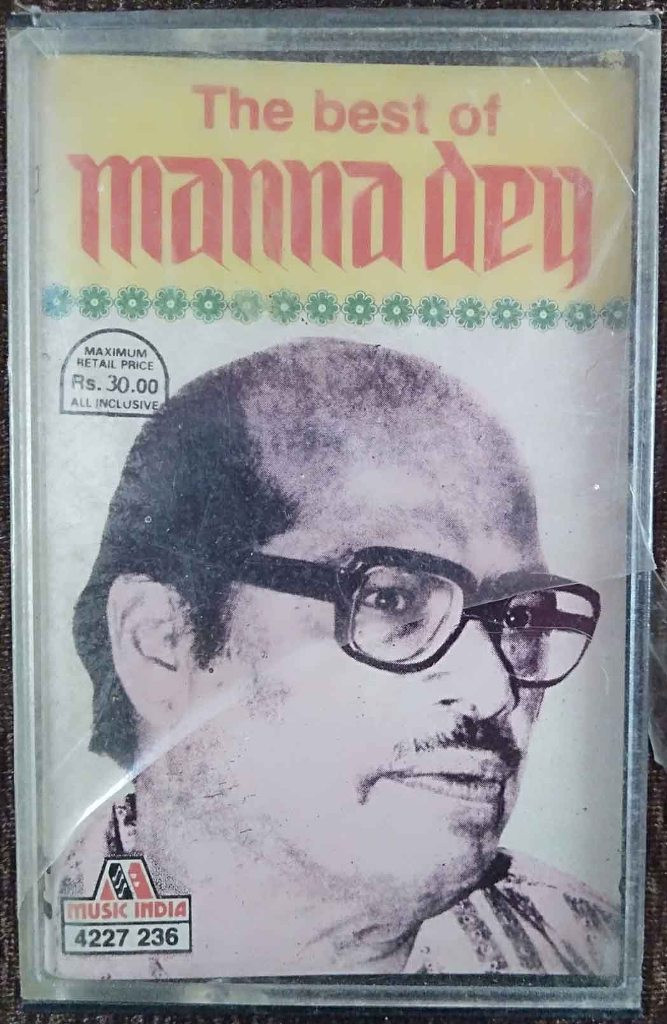 The best of
manna dey
MAXIMUM
RETAIL PRICE
Rs. 30.00
ALL INCLUSIVE
MUSIC INDIA
4227 236